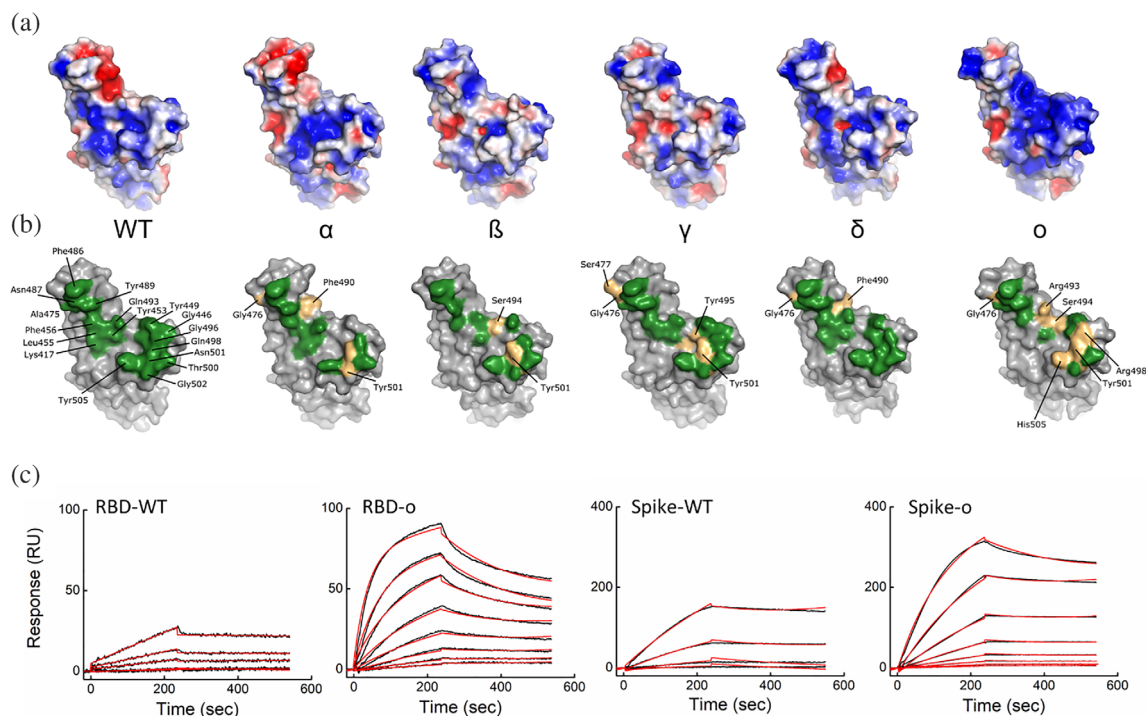 (a)
WT α ß γ δ o
(b)
Phe486
Asn487
Tyr489
Ala475
Gln493
Tyr453
Tyr449
Gly446
Phe456
Gly496
Leu455
Gln498
Lys417
Asn501
Thr500
Tyr505
Gly502
Phe490
Gly476
Tyr501
Ser494
Tyr501
Ser477
Gly476
Tyr495
Tyr501
Phe490
Gly476
Arg493
Ser494
Gly476
Arg498
Tyr501
His505
(c)
RBD-WT
100
50
0
Response (RU)
0 200 400 600
Time (sec)
RBD-o
100
50
0
0 200 400 600
Time (sec)
Spike-WT
400
200
0
0 200 400 600
Time (sec)
Spike-o
400
200
0
0 200 400 600
Time (sec)